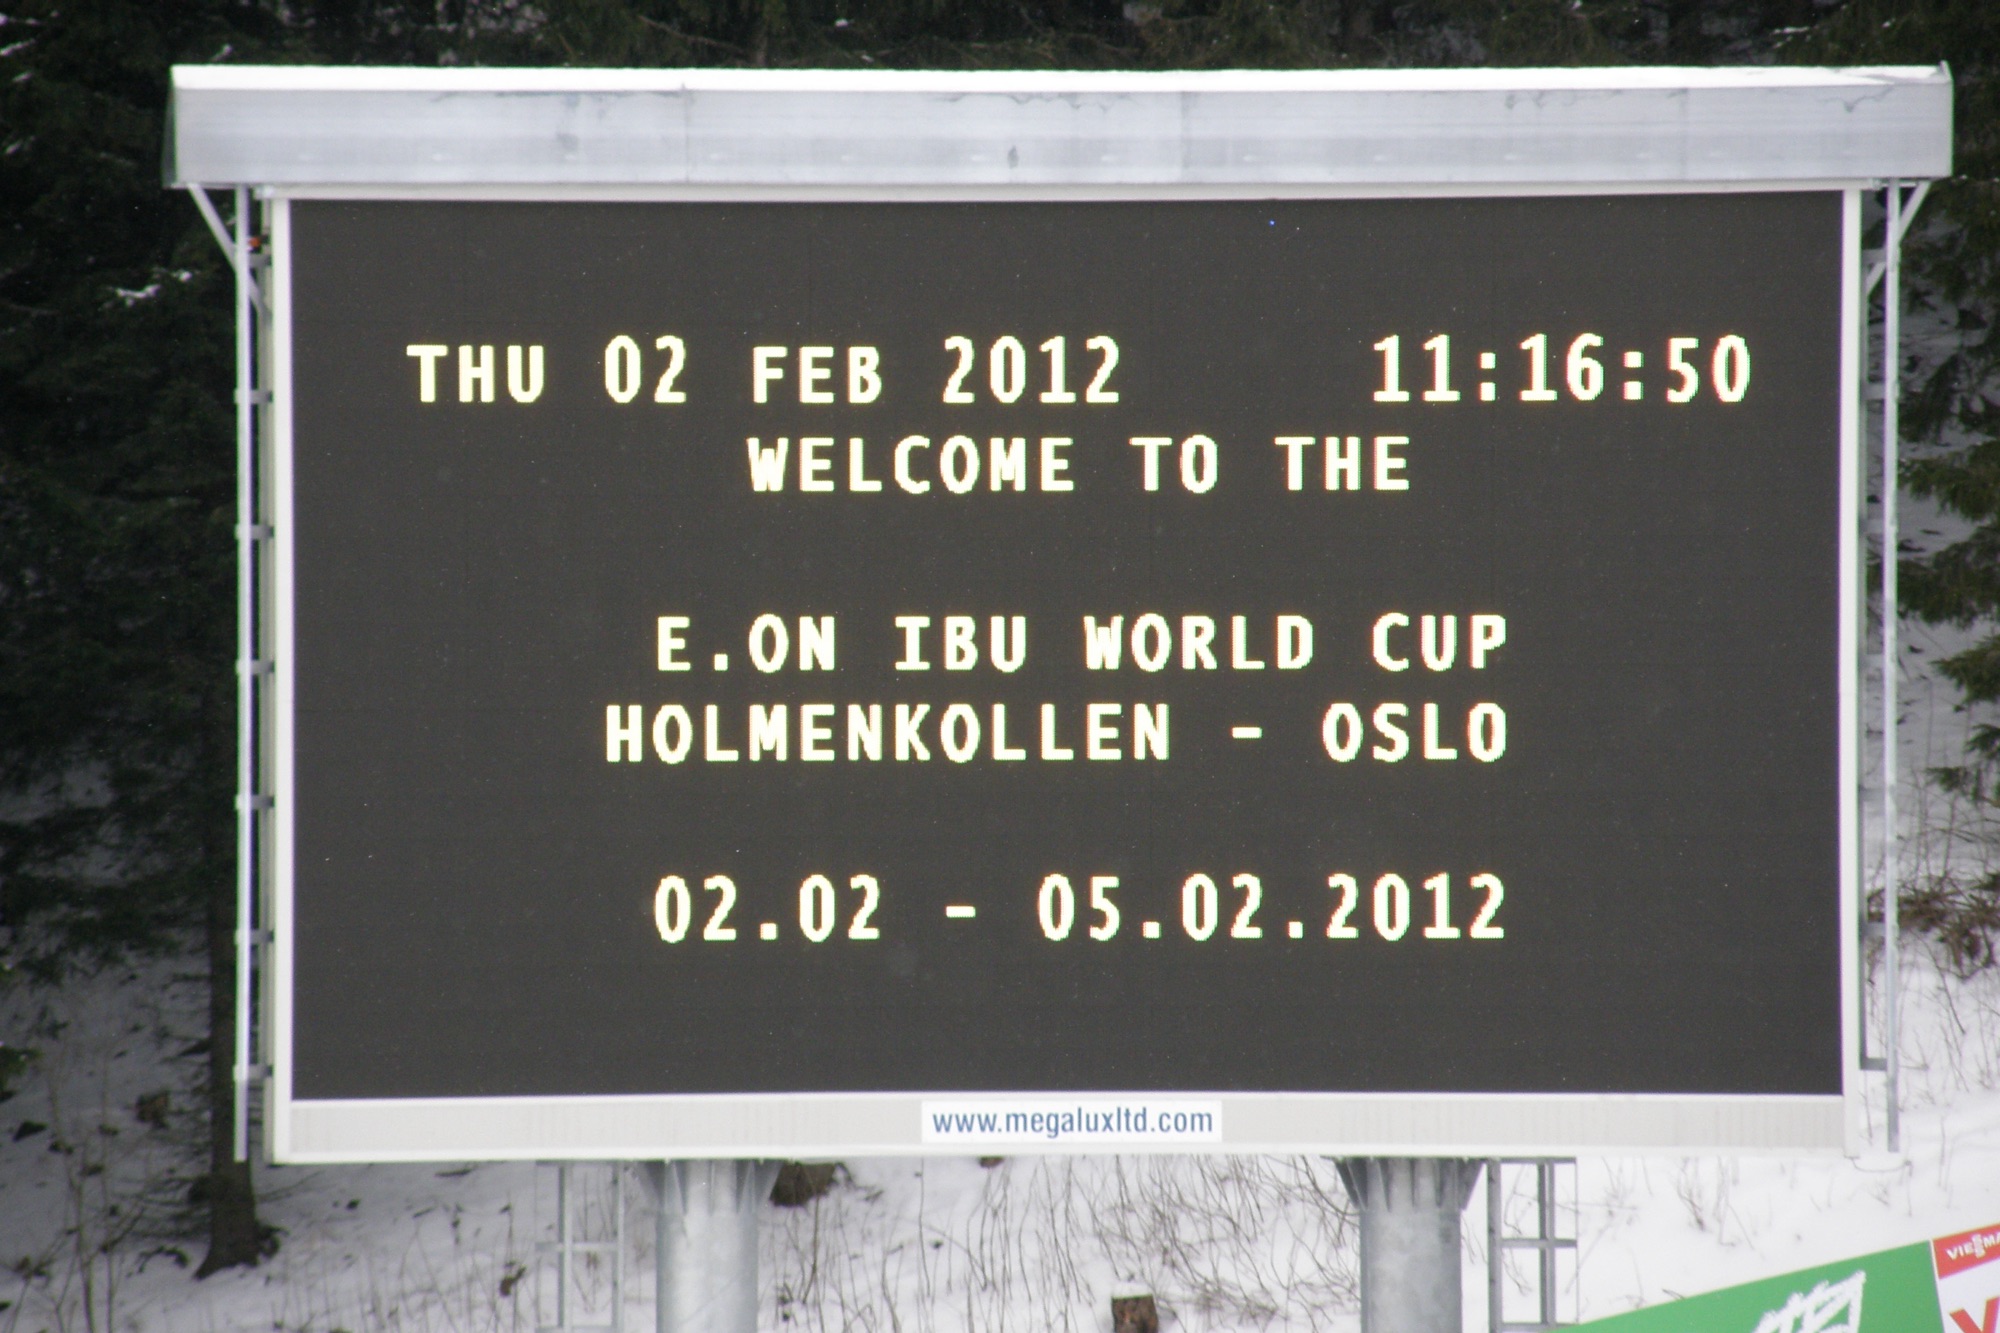 THU 02 FEB 2012 11:16:50
WELCOME TO THE
E.ON IBU WORLD CUP
HOLMENKOLLEN - OSLO
02.02 - 05.02.2012
www.megaluxltd.com